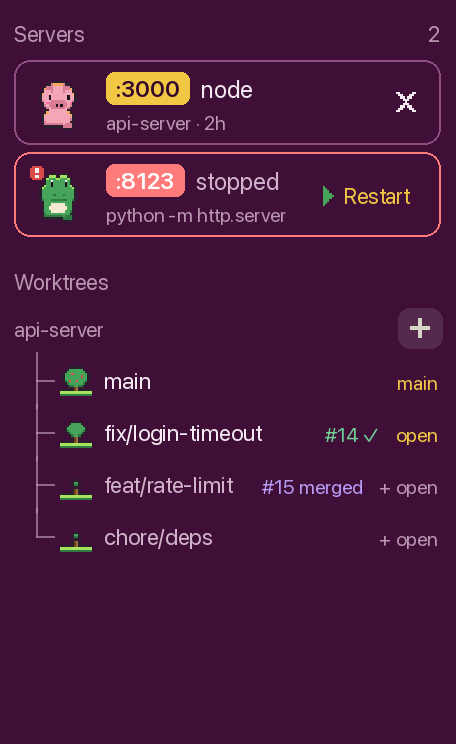 Servers 2
:3000 node
api-server · 2h
:8123 stopped
python -m http.server
Restart
Worktrees
api-server
main main
fix/login-timeout #14 ✓ open
feat/rate-limit #15 merged + open
chore/deps + open